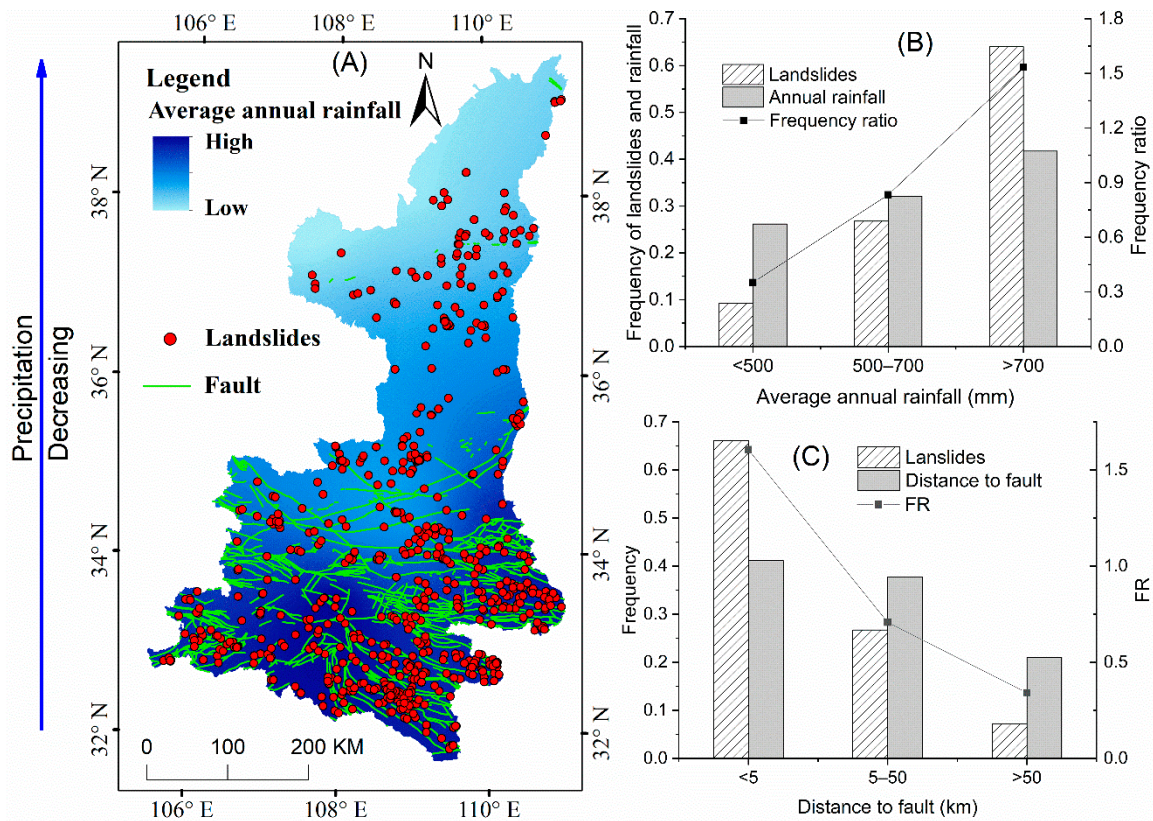 106° E
108° E
110° E
(A)
N
Legend
Average annual rainfall
High
Low
Landslides
Fault
Precipitation
Decreasing
38° N
36° N
34° N
32° N
38° N
36° N
34° N
32° N
0 100 200 KM
106° E
108° E
110° E
(B)
Landslides
Annual rainfall
Frequency ratio
Frequency of landslides and rainfall
0.7
0.6
0.5
0.4
0.3
0.2
0.1
0.0
1.8
1.5
1.2
0.9
0.6
0.3
0.0
Frequency ratio
<500
500–700
>700
Average annual rainfall (mm)
(C)
Lanslides
Distance to fault
FR
Frequency
0.7
0.6
0.5
0.4
0.3
0.2
0.1
0.0
1.5
1.0
0.5
0.0
FR
<5
5–50
>50
Distance to fault (km)